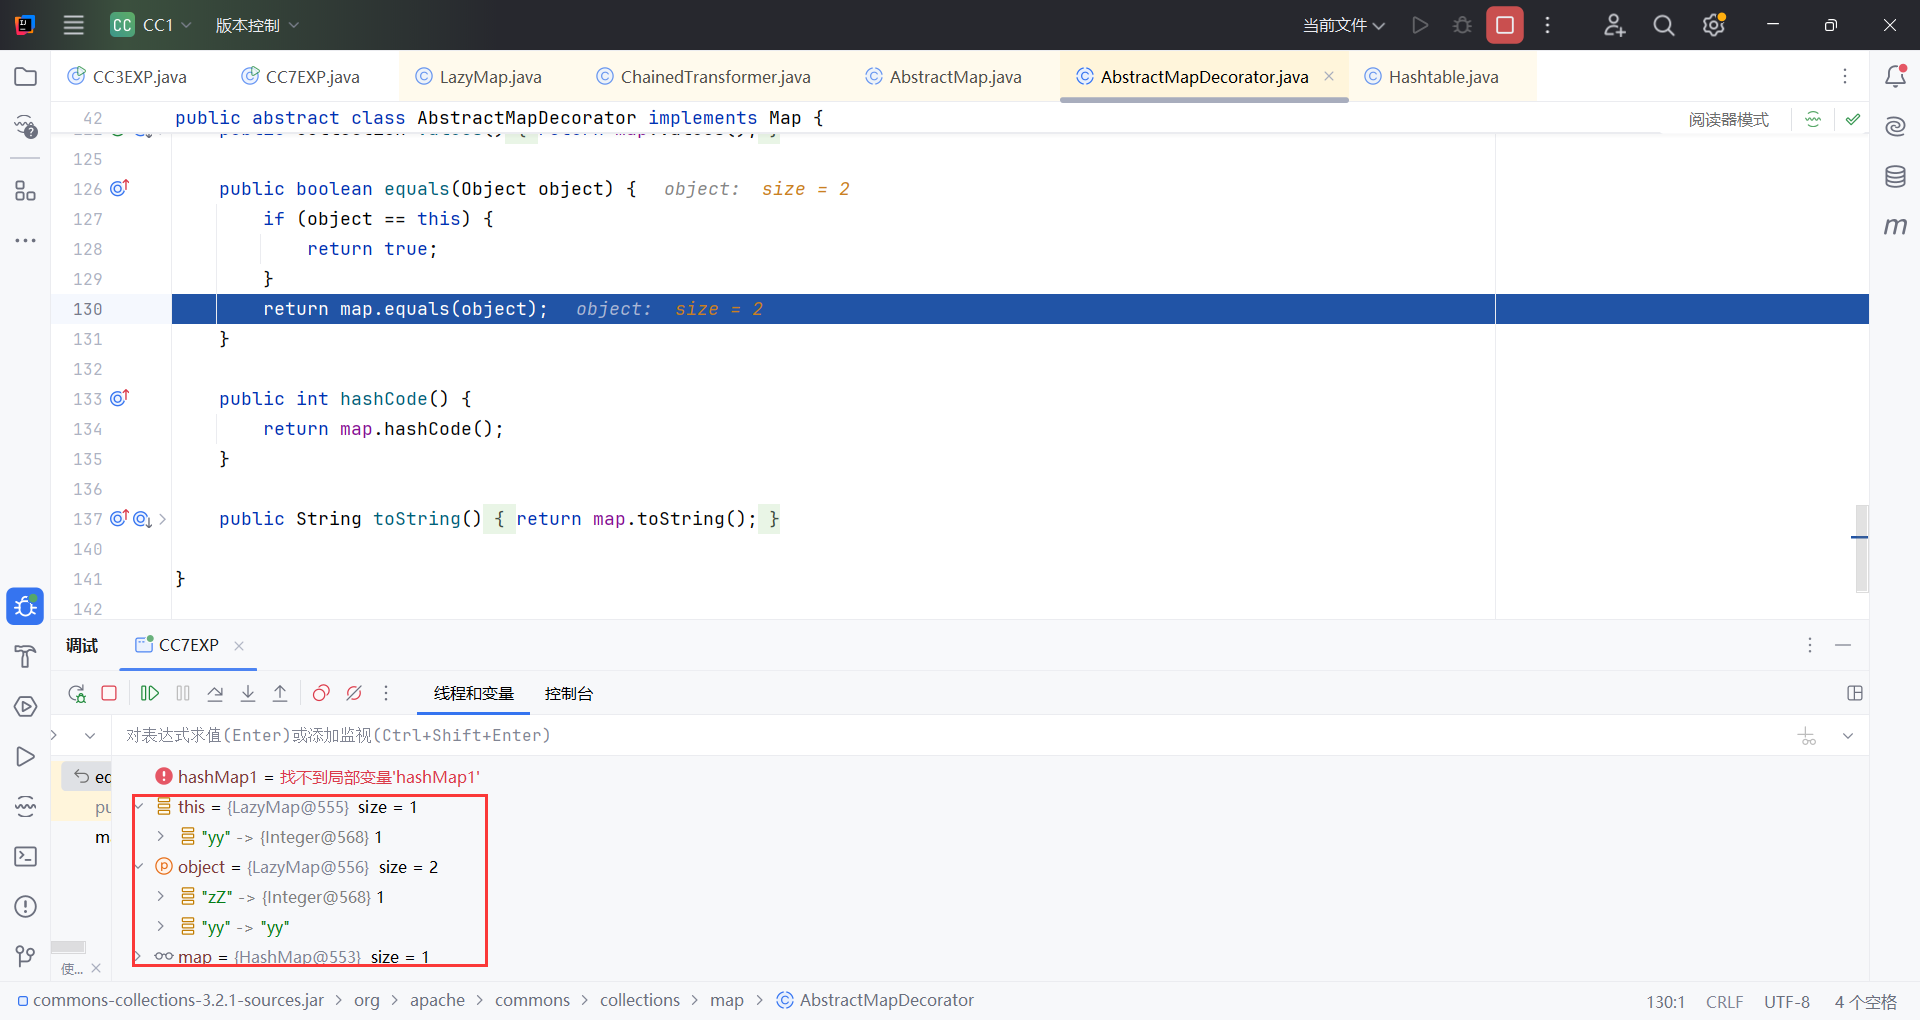 CC CC1 版本控制 当前文件
CC3EXP.java CC7EXP.java LazyMap.java ChainedTransformer.java AbstractMap.java AbstractMapDecorator.java Hashtable.java
42 public abstract class AbstractMapDecorator implements Map { 阅读器模式
125
126 public boolean equals(Object object) { object: size = 2
127 if (object == this) {
128 return true;
129 }
130 return map.equals(object); object: size = 2
131 }
132
133 public int hashCode() {
134 return map.hashCode();
135 }
136
137 public String toString() { return map.toString(); }
140
141 }
142
调试 CC7EXP
线程和变量 控制台
对表达式求值(Enter)或添加监视(Ctrl+Shift+Enter)
hashMap1 = 找不到局部变量'hashMap1'
this = {LazyMap@555} size = 1
"yy" -> {Integer@568} 1
object = {LazyMap@556} size = 2
"zZ" -> {Integer@568} 1
"yy" -> "yy"
map = {HashMap@553} size = 1
使...
commons-collections-3.2.1-sources.jar > org > apache > commons > collections > map > AbstractMapDecorator 130:1 CRLF UTF-8 4 个空格